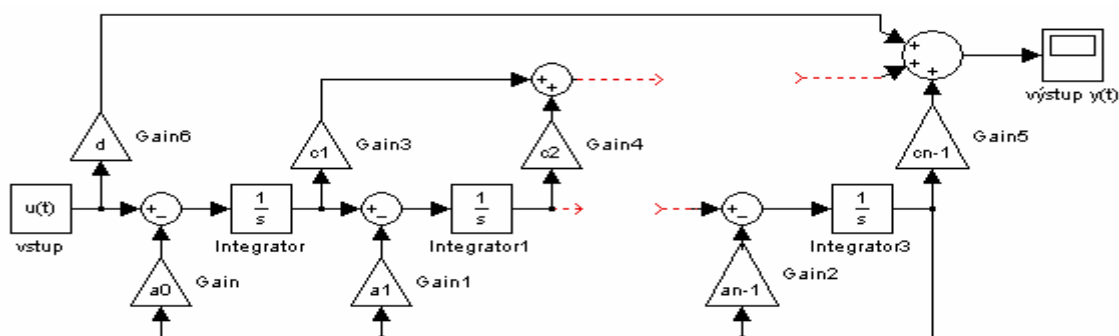 výstup y(t)
d
Gain6
c1
Gain3
c2
Gain4
cn-1
Gain5
u(t)
vstup
1
s
Integrator
1
s
Integrator1
1
s
Integrator3
a0
Gain
a1
Gain1
an-1
Gain2